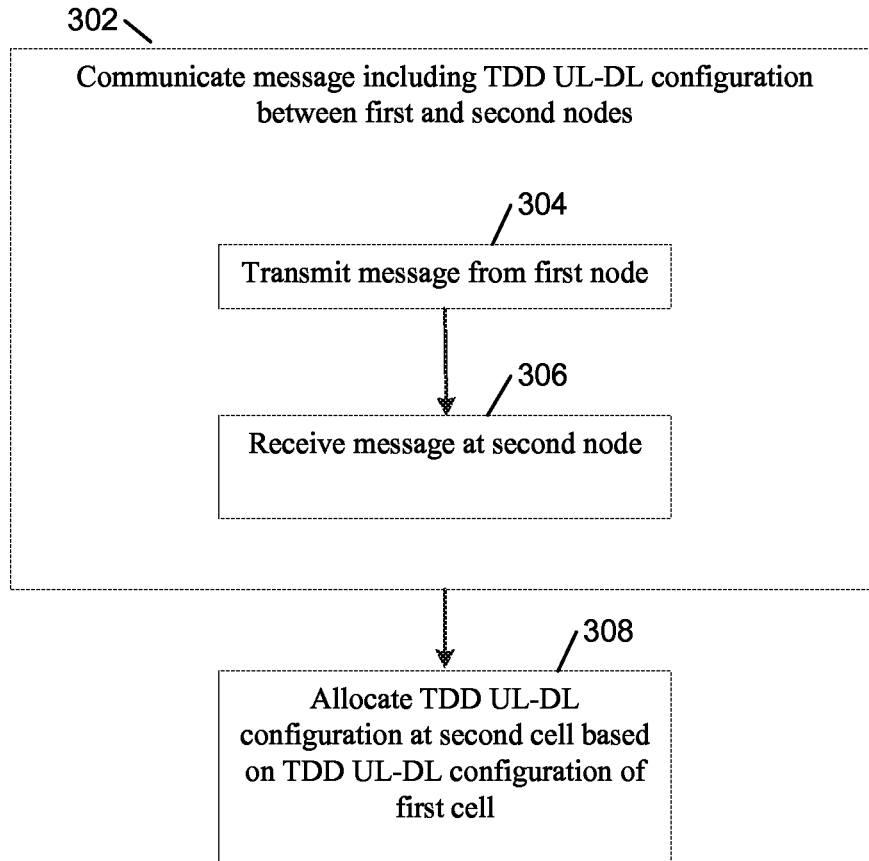 302
Communicate message including TDD UL-DL configuration
between first and second nodes
304
Transmit message from first node
306
Receive message at second node
308
Allocate TDD UL-DL
configuration at second cell based
on TDD UL-DL configuration of
first cell